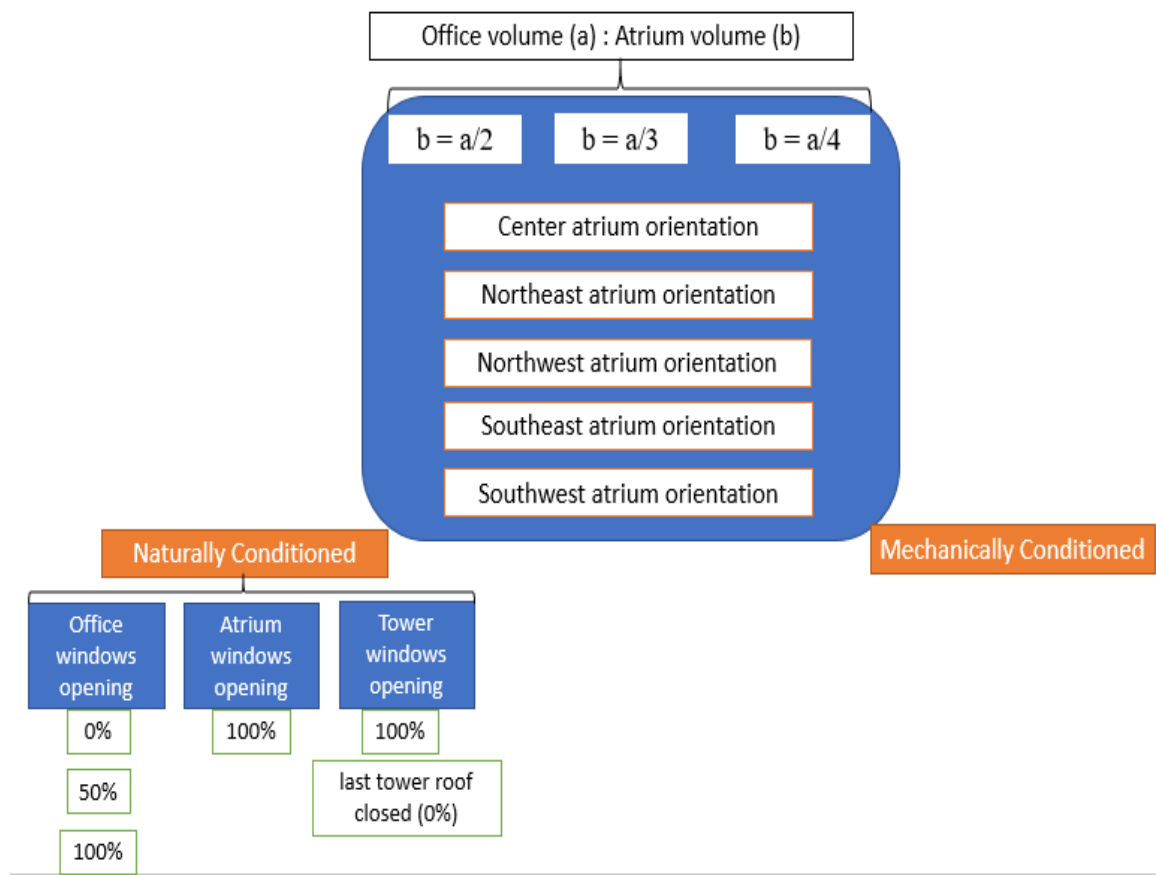 Office volume (a) : Atrium volume (b)
b = a/2
b = a/3
b = a/4
Center atrium orientation
Northeast atrium orientation
Northwest atrium orientation
Southeast atrium orientation
Southwest atrium orientation
Naturally Conditioned
Mechanically Conditioned
Office
windows
opening
Atrium
windows
opening
Tower
windows
opening
0%
100%
100%
50%
last tower roof
closed (0%)
100%